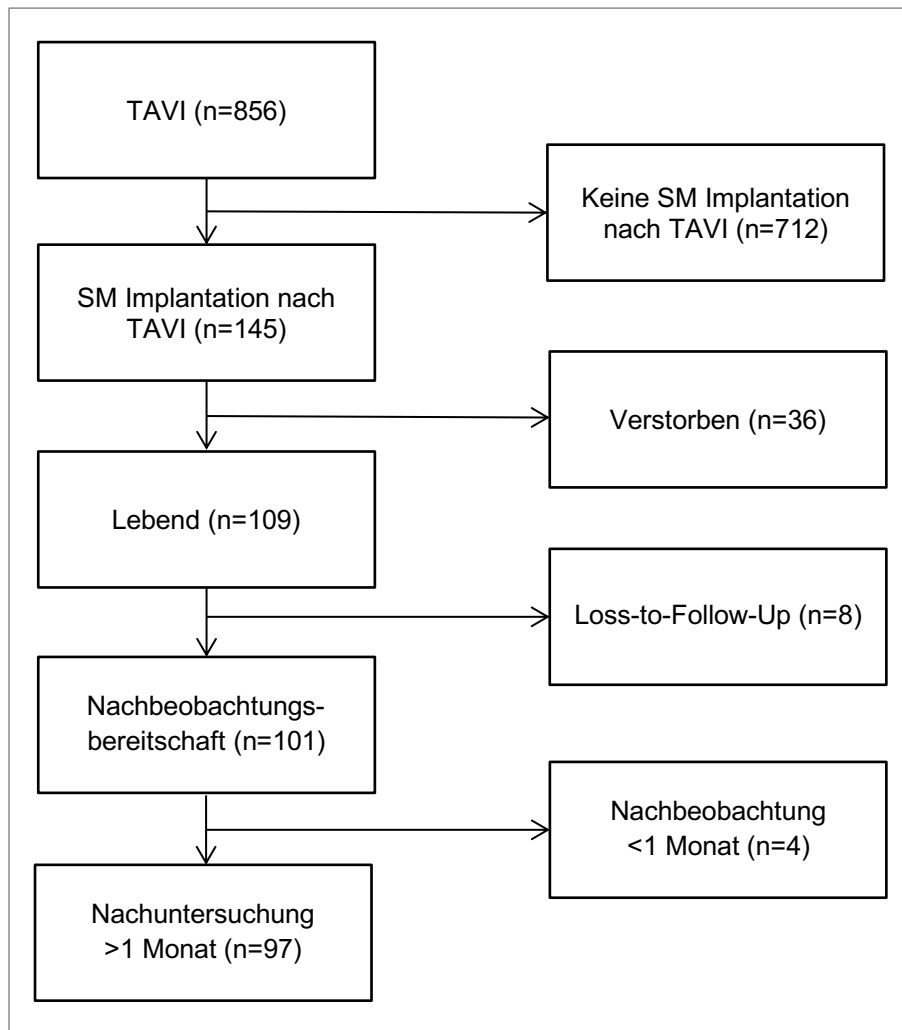 TAVI (n=856)
Keine SM Implantation
nach TAVI (n=712)
SM Implantation nach
TAVI (n=145)
Verstorben (n=36)
Lebend (n=109)
Loss-to-Follow-Up (n=8)
Nachbeobachtungs-
bereitschaft (n=101)
Nachbeobachtung
<1 Monat (n=4)
Nachuntersuchung
>1 Monat (n=97)